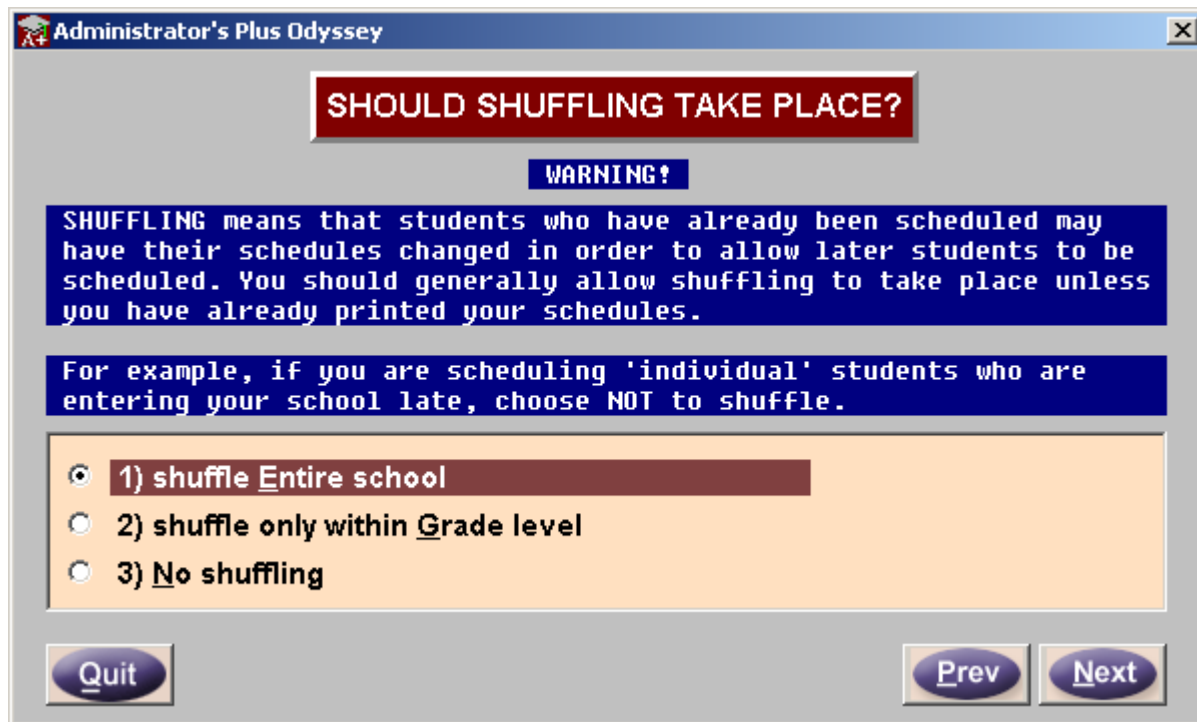 Administrator's Plus Odyssey
SHOULD SHUFFLING TAKE PLACE?
WARNING!
SHUFFLING means that students who have already been scheduled may
have their schedules changed in order to allow later students to be
scheduled. You should generally allow shuffling to take place unless
you have already printed your schedules.
For example, if you are scheduling 'individual' students who are
entering your school late, choose NOT to shuffle.
1) shuffle Entire school
2) shuffle only within Grade level
3) No shuffling
Quit
Prev
Next